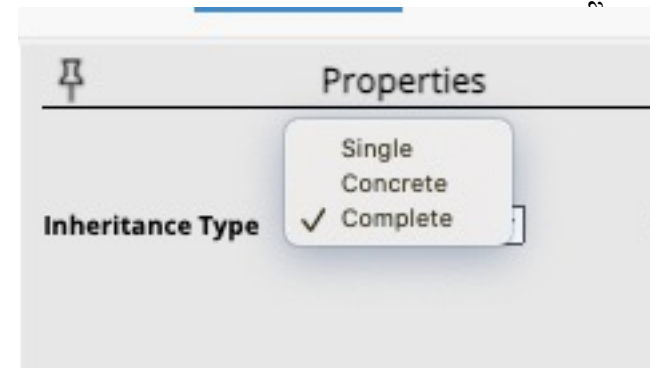 Properties
Single
Concrete
Inheritance Type ✓ Complete